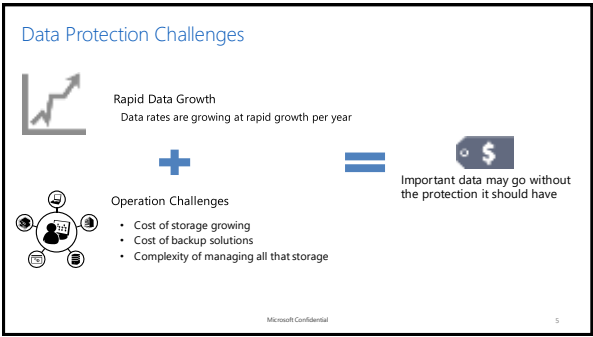 Data Protection Challenges
Rapid Data Growth
Data rates are growing at rapid growth per year
$
Important data may go without
the protection it should have
Operation Challenges
• Cost of storage growing
• Cost of backup solutions
• Complexity of managing all that storage
Microsoft Confidential
5